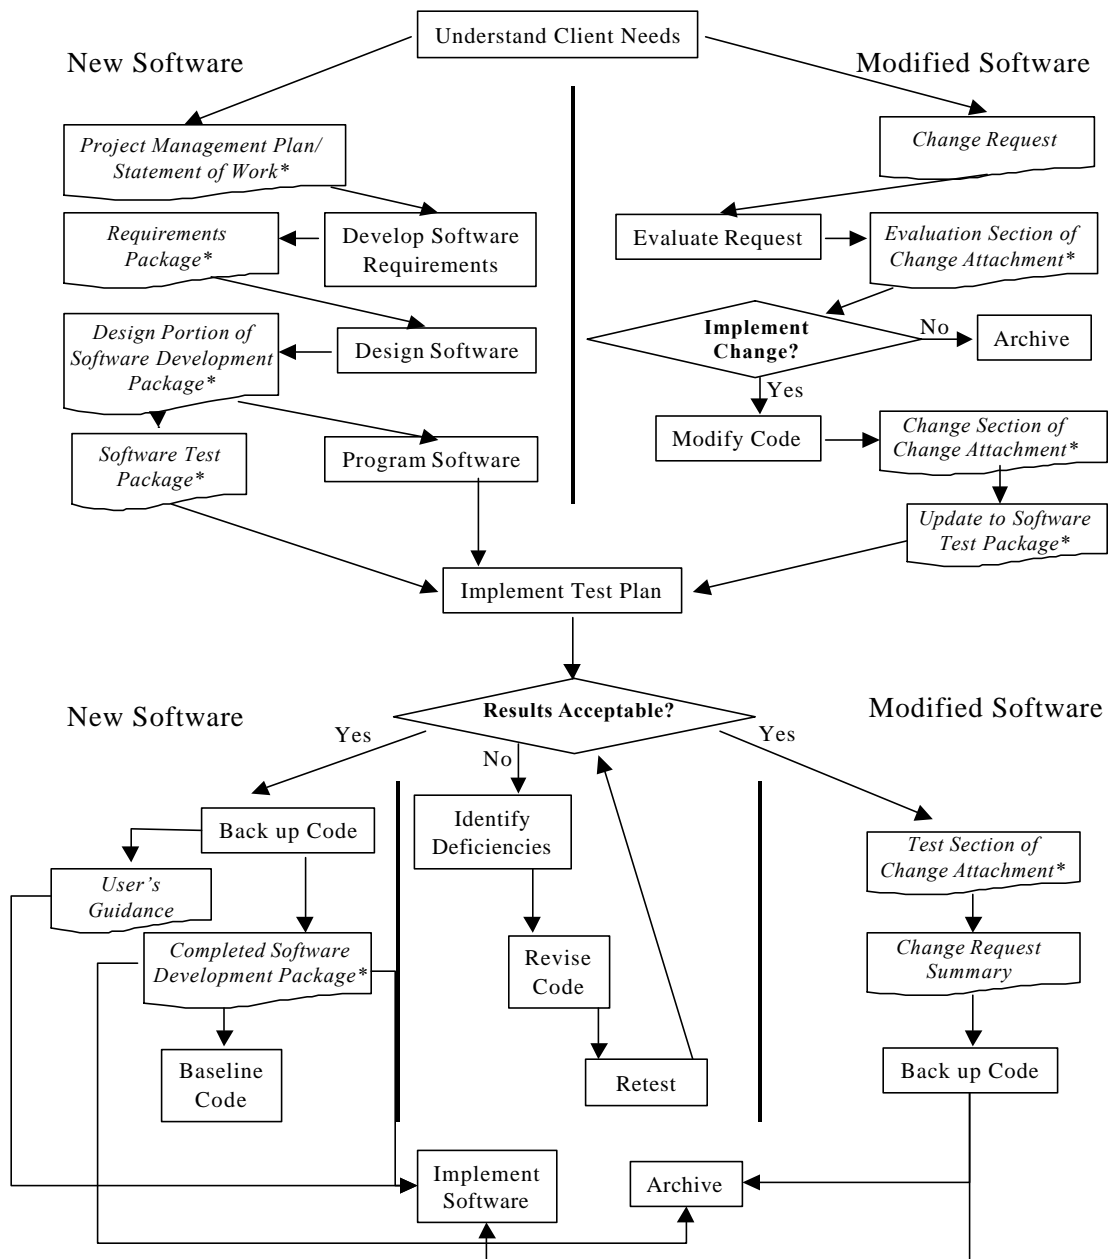 Understand Client Needs
New Software
Modified Software
Project Management Plan/
Statement of Work*
Change Request
Requirements
Package*
Develop Software
Requirements
Evaluate Request
Evaluation Section of
Change Attachment*
Design Portion of
Software Development
Package*
Design Software
Implement
Change?
No
Archive
Yes
Software Test
Package*
Program Software
Modify Code
Change Section of
Change Attachment*
Update to Software
Test Package*
Implement Test Plan
New Software
Results Acceptable?
Modified Software
Yes
No
Yes
Back up Code
Identify
Deficiencies
Test Section of
Change Attachment*
User's
Guidance
Completed Software
Development Package*
Revise
Code
Change Request
Summary
Baseline
Code
Retest
Back up Code
Implement
Software
Archive